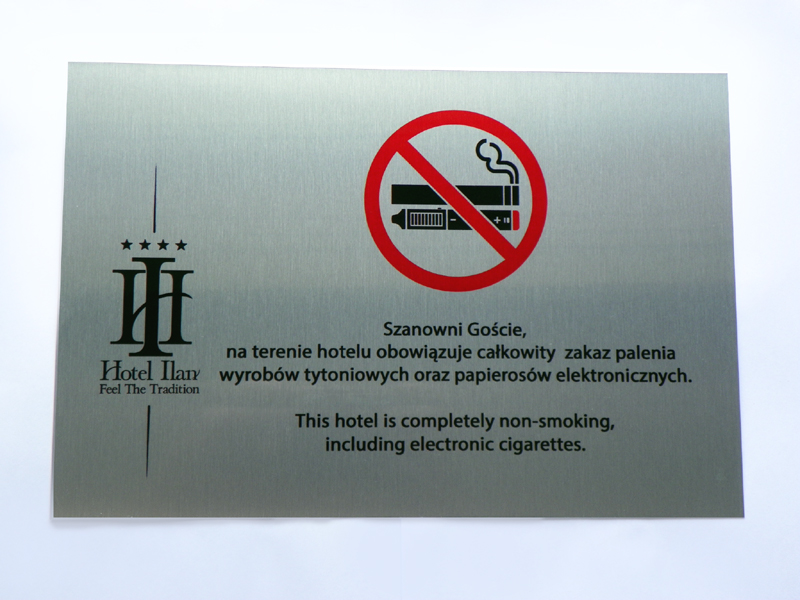 ★★★★
IH
Hotel Ilan
Feel The Tradition
Szanowni Goście,
na terenie hotelu obowiązuje całkowity zakaz palenia
wyrobów tytoniowych oraz papierosów elektronicznych.
This hotel is completely non-smoking,
including electronic cigarettes.